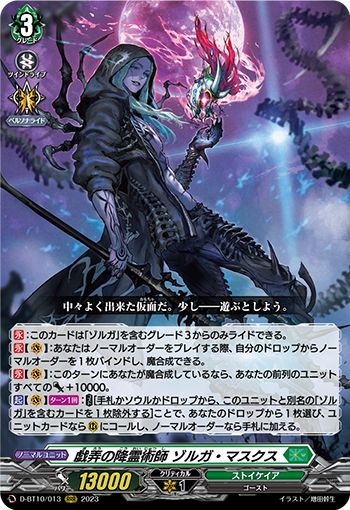 3
グレード
ツインドライブ
ペルソナライド
中々よく出来た仮面だ。少し――遊ぶとしよう。
永:このカードは「ゾルガ」を含むグレード3からのみライドできる。
永【】:あなたはノーマルオーダーをプレイする際、自分のドロップからノーマルオーダーを1枚バインドし、魔合成できる。
永【】:このターンにあなたが魔合成しているなら、あなたの前列のユニットすべての+10000。
起【】【ターン1回】:[手札かソウルかドロップから、このユニットと別名の「ゾルガ」を含むカードを1枚除外する]ことで、あなたのドロップから1枚選び、ユニットカードなら Ⓡ にコールし、ノーマルオーダーなら手札に加える。
ノーマルユニット
戯弄の降霊術師 ゾルガ・マスクス
パワー
13000
クリティカル
1
ストイケイア
ゴースト
D-BT10/013 RRR 2023
イラスト/増田幹生